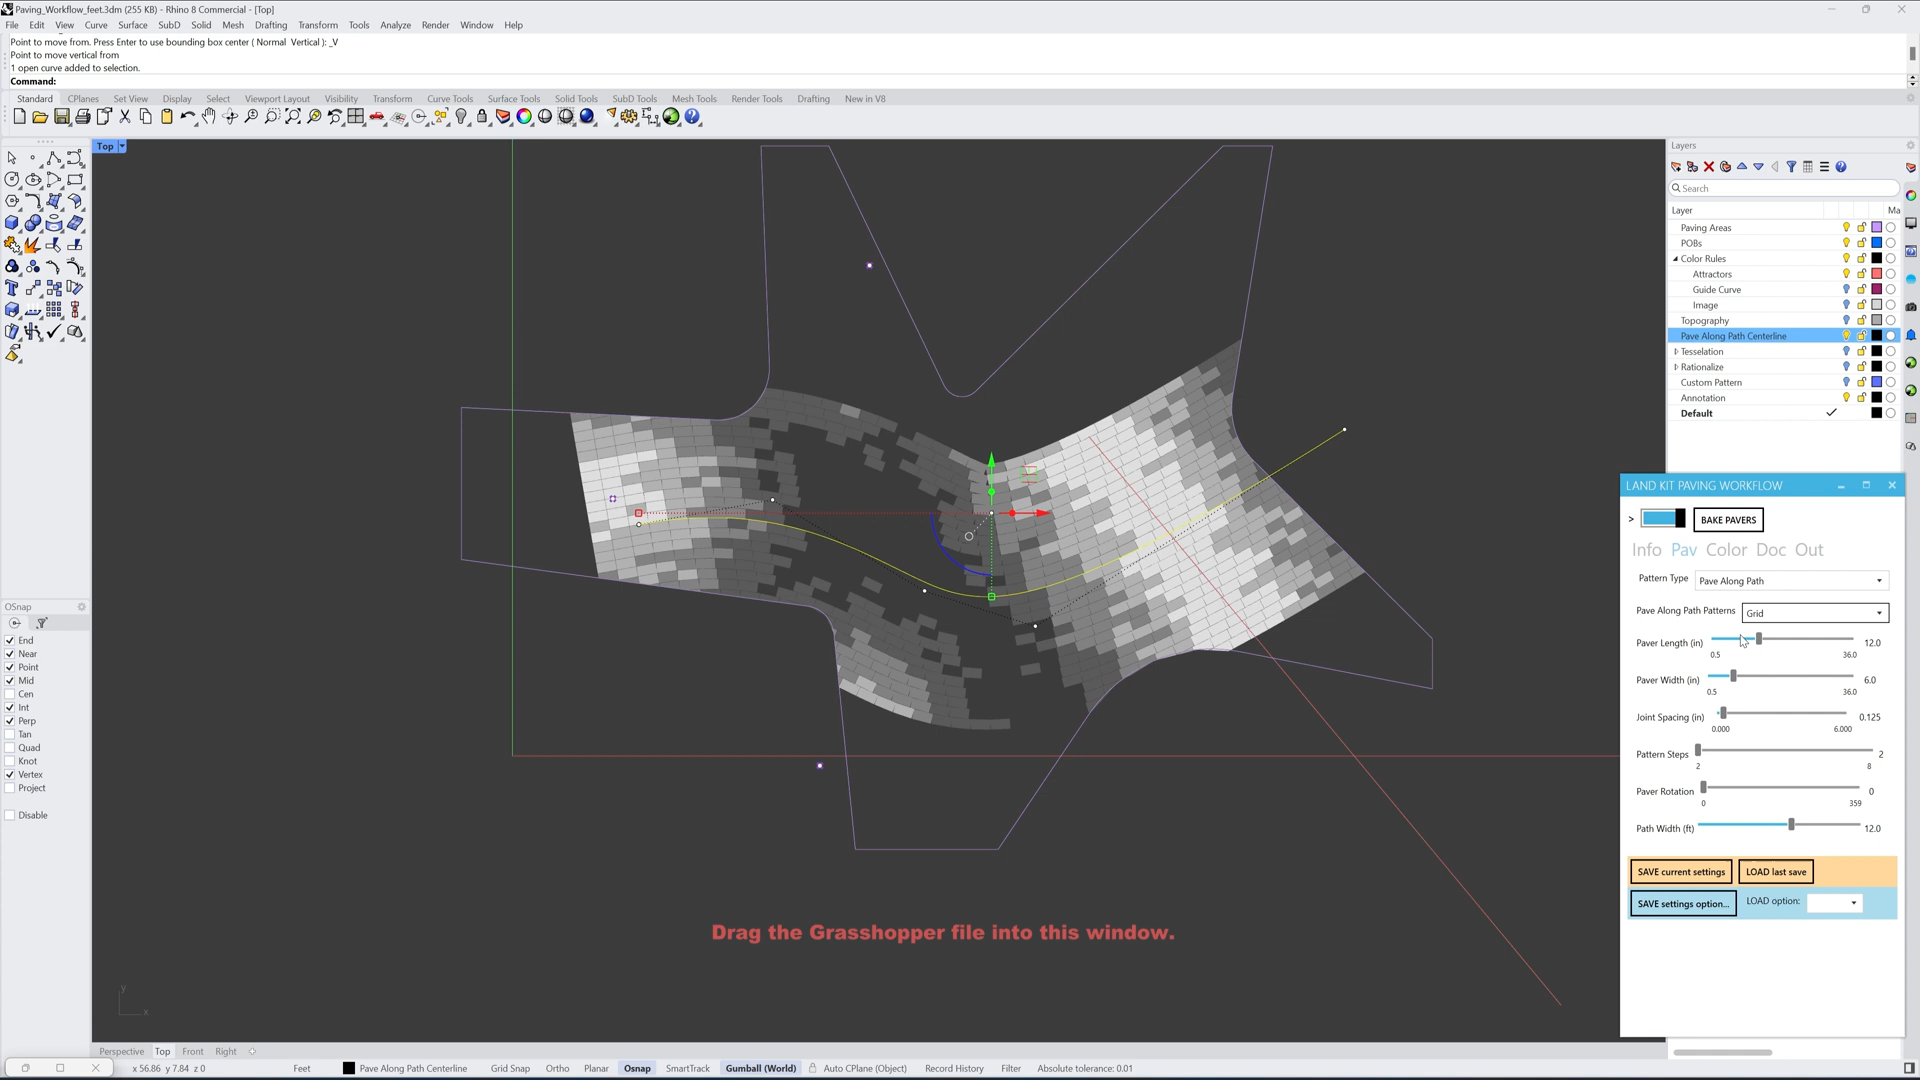 Paving_Workflow_feet.3dm (255 KB) - Rhino 8 Commercial - [Top]
File Edit View Curve Surface SubD Solid Mesh Drafting Transform Tools Analyze Render Window Help
Point to move from. Press Enter to use bounding box center ( Normal Vertical ): _V
Point to move vertical from
1 open curve added to selection.
Command:
Standard CPlanes Set View Display Select Viewport Layout Visibility Transform Curve Tools Surface Tools Solid Tools SubD Tools Mesh Tools Render Tools Drafting New in V8
Top
Layers
Search
Layer Ma
Paving Areas
POBs
Color Rules
Attractors
Guide Curve
Image
Topography
Pave Along Path Centerline
Tesselation
Rationalize
Custom Pattern
Annotation
Default
OSnap
End
Near
Point
Mid
Cen
Int
Perp
Tan
Quad
Knot
Vertex
Project
Disable
LAND KIT PAVING WORKFLOW
> BAKE PAVERS
Info Pav Color Doc Out
Pattern Type Pave Along Path
Pave Along Path Patterns Grid
Paver Length (in) 12.0
0.5 36.0
Paver Width (in) 6.0
0.5 36.0
Joint Spacing (in) 0.125
0.000 6.000
Pattern Steps 2
2 8
Paver Rotation 0
0 359
Path Width (ft) 12.0
SAVE current settings LOAD last save
SAVE settings option... LOAD option:
Drag the Grasshopper file into this window.
y
x
Perspective Top Front Right
x 56.86 y 7.84 z 0 Feet Pave Along Path Centerline Grid Snap Ortho Planar Osnap SmartTrack Gumball (World) Auto CPlane (Object) Record History Filter Absolute tolerance: 0.01